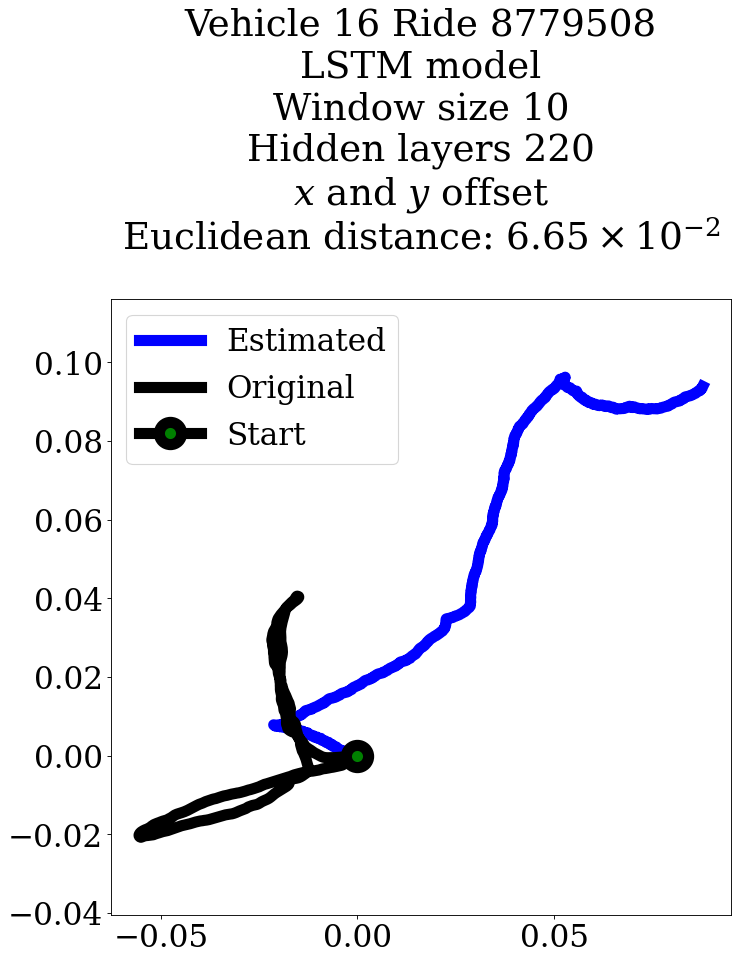 Vehicle 16 Ride 8779508
LSTM model
Window size 10
Hidden layers 220
x and y offset
Euclidean distance: 6.65 × 10⁻²
Estimated
Original
Start
0.10
0.08
0.06
0.04
0.02
0.00
−0.02
−0.04
−0.05 0.00 0.05